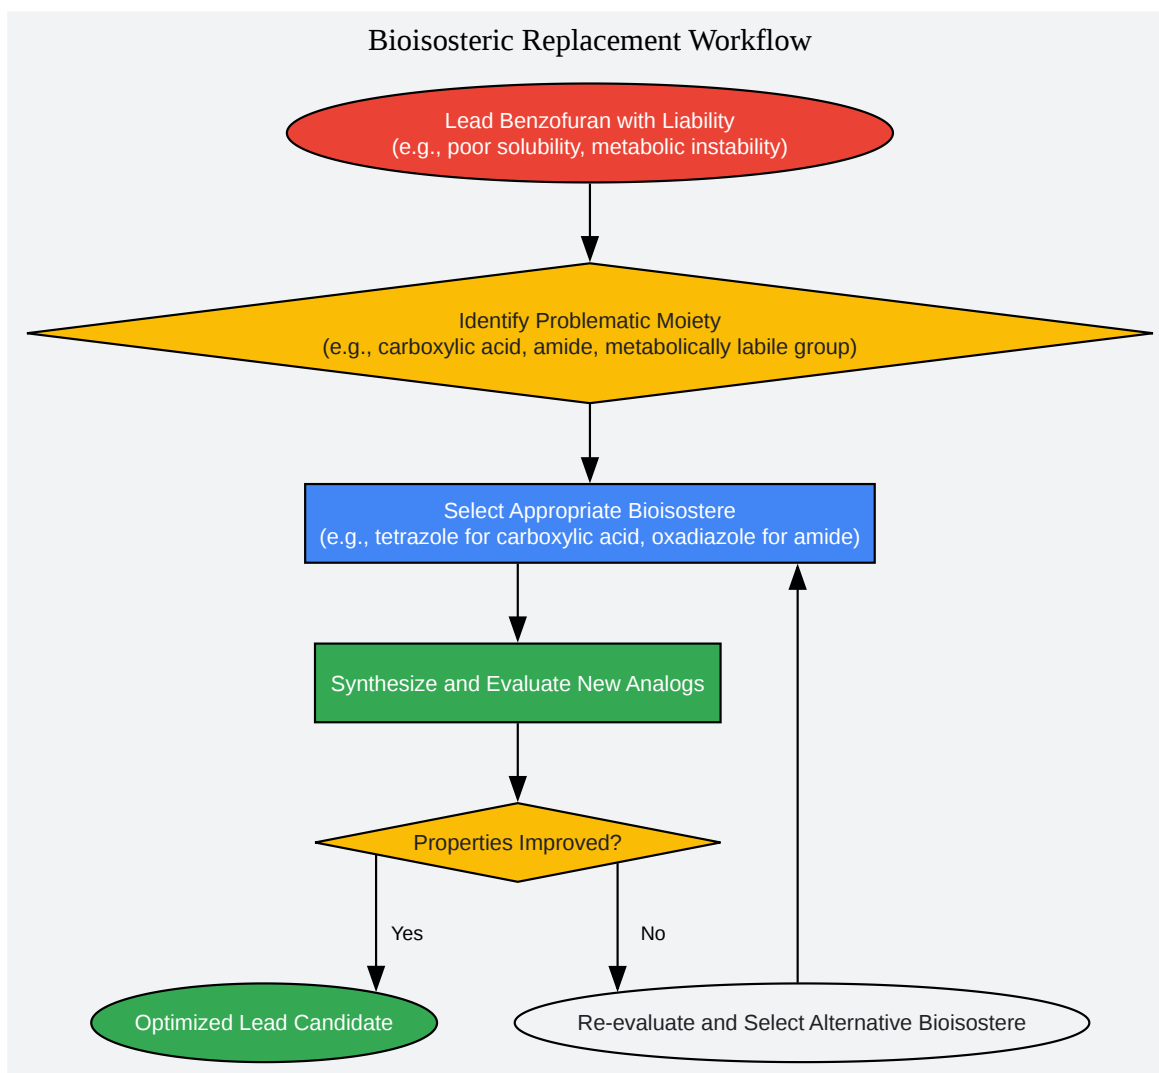 Bioisosteric Replacement Workflow
Lead Benzofuran with Liability
(e.g., poor solubility, metabolic instability)
Identify Problematic Moiety
(e.g., carboxylic acid, amide, metabolically labile group)
Select Appropriate Bioisostere
(e.g., tetrazole for carboxylic acid, oxadiazole for amide)
Synthesize and Evaluate New Analogs
Properties Improved?
Yes
No
Optimized Lead Candidate
Re-evaluate and Select Alternative Bioisostere